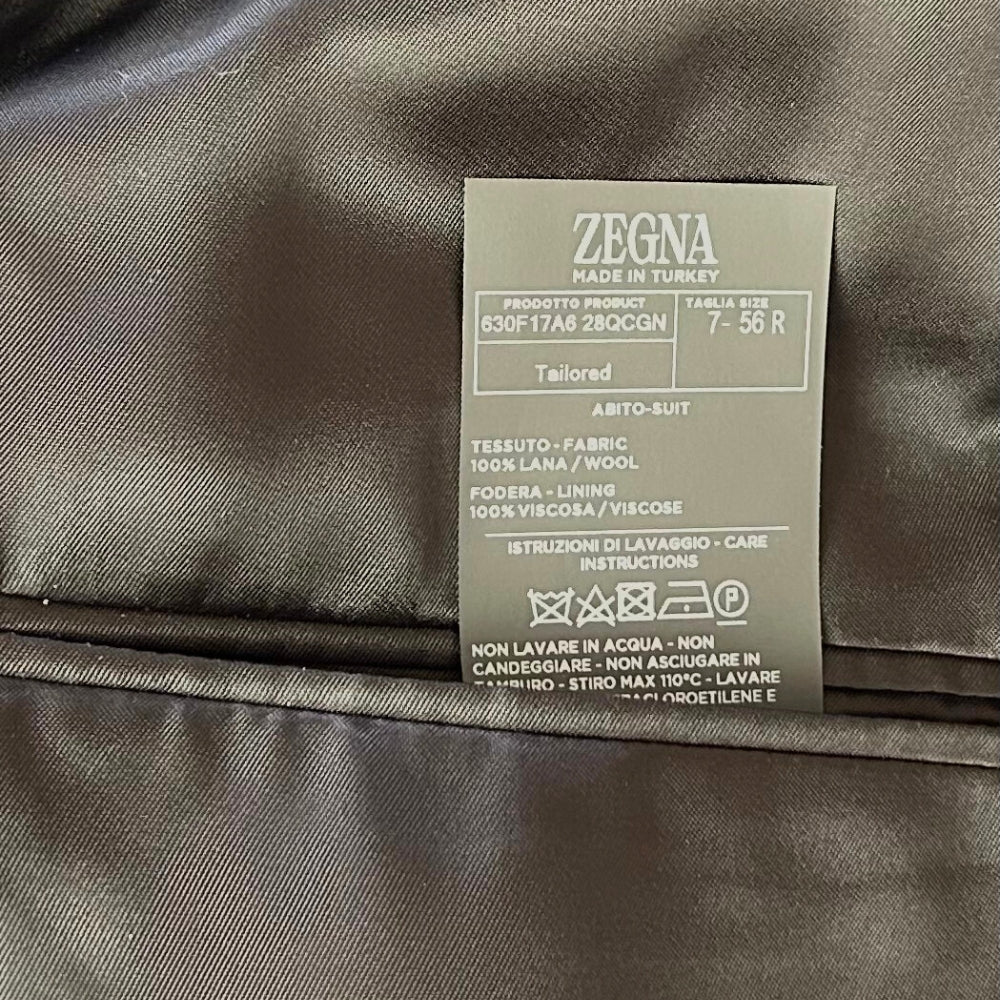 ZEGNA
MADE IN TURKEY
PRODOTTO PRODUCT
630F17A6 28QCGN
TAGLIA SIZE
7- 56 R
Tailored
ABITO-SUIT
TESSUTO - FABRIC
100% LANA / WOOL
FODERA - LINING
100% VISCOSA / VISCOSE
ISTRUZIONI DI LAVAGGIO - CARE
INSTRUCTIONS
P
NON LAVARE IN ACQUA - NON
CANDEGGIARE - NON ASCIUGARE IN
TAMBURO - STIRO MAX 110°C - LAVARE
E